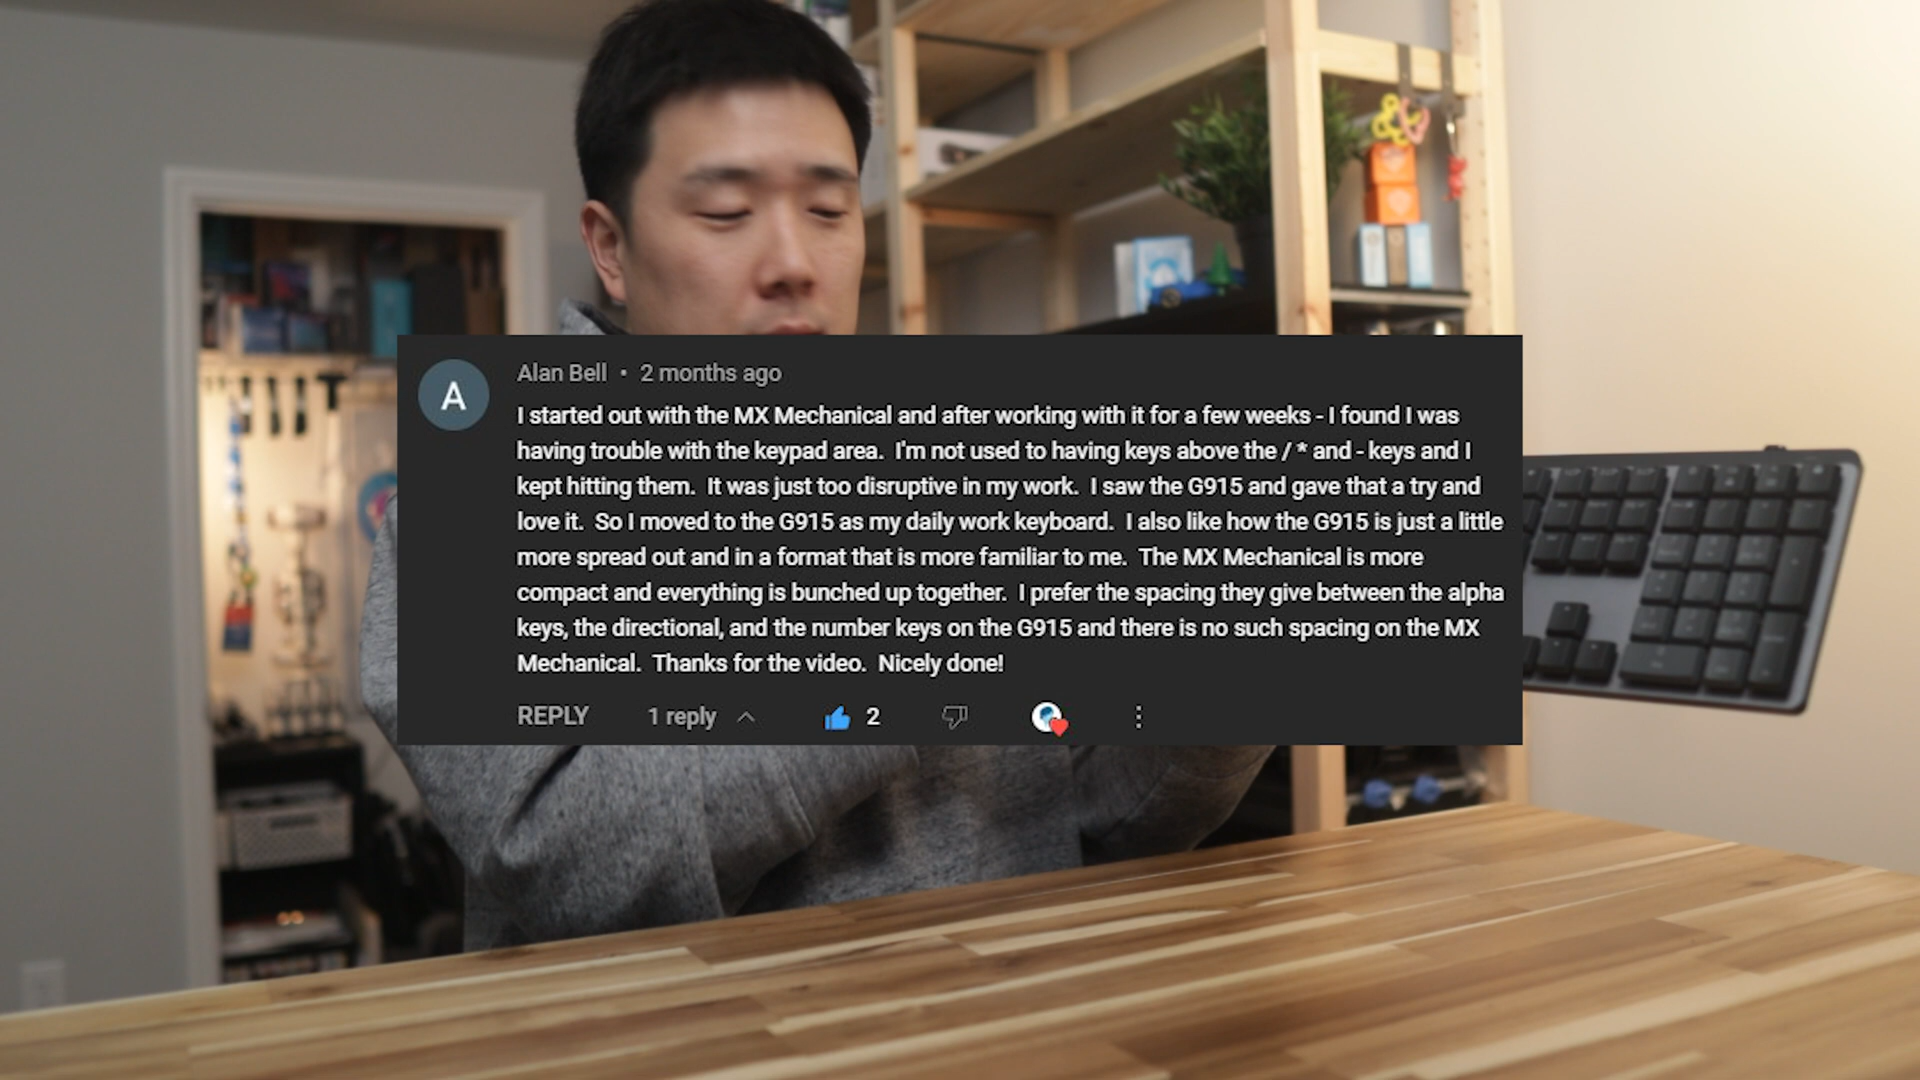 A
Alan Bell • 2 months ago
I started out with the MX Mechanical and after working with it for a few weeks - I found I was
having trouble with the keypad area. I'm not used to having keys above the / * and - keys and I
kept hitting them. It was just too disruptive in my work. I saw the G915 and gave that a try and
love it. So I moved to the G915 as my daily work keyboard. I also like how the G915 is just a little
more spread out and in a format that is more familiar to me. The MX Mechanical is more
compact and everything is bunched up together. I prefer the spacing they give between the alpha
keys, the directional, and the number keys on the G915 and there is no such spacing on the MX
Mechanical. Thanks for the video. Nicely done!
REPLY 1 reply 2